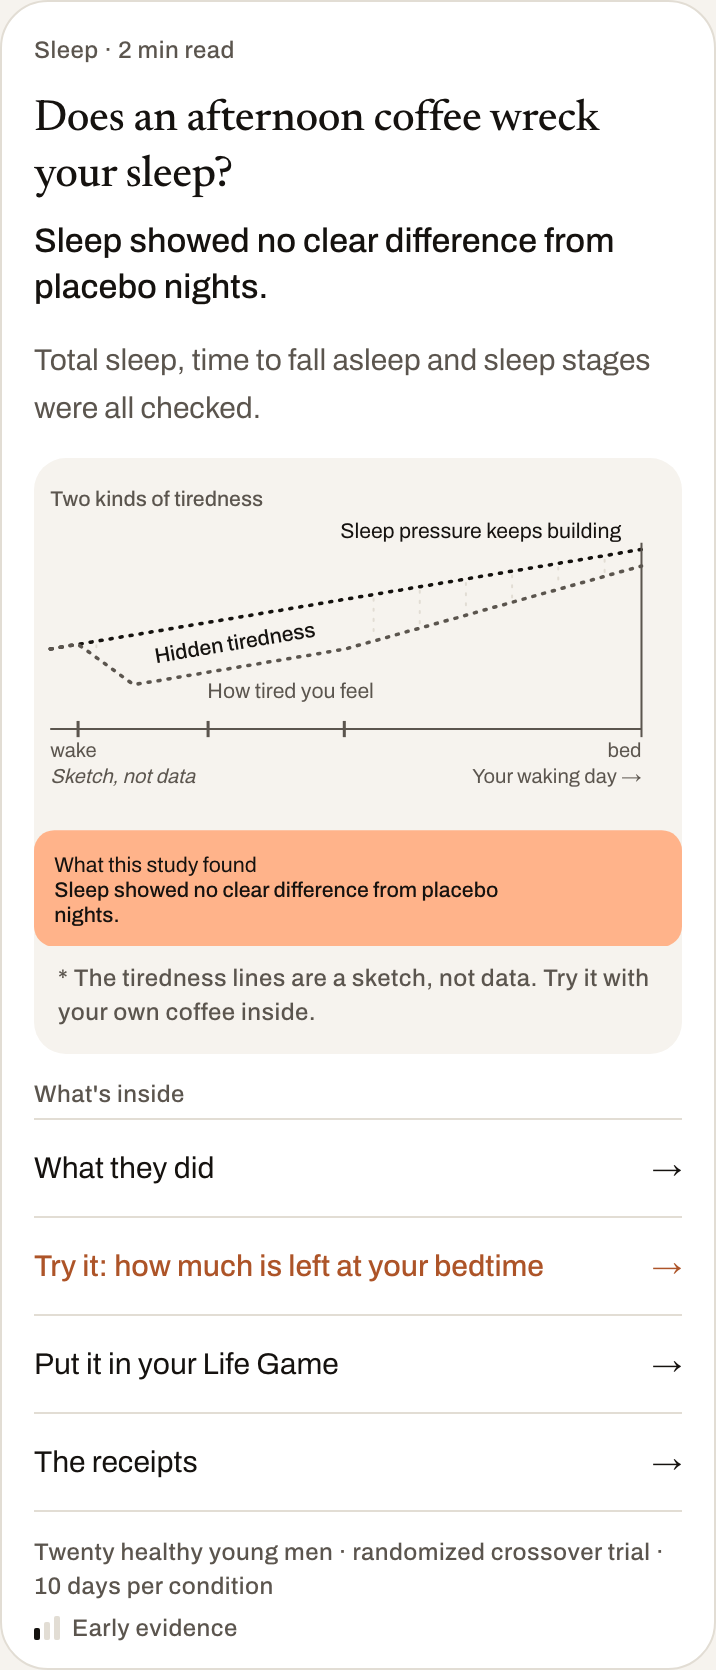 Sleep · 2 min read
Does an afternoon coffee wreck
your sleep?
Sleep showed no clear difference from
placebo nights.
Total sleep, time to fall asleep and sleep stages
were all checked.
Two kinds of tiredness
Sleep pressure keeps building
Hidden tiredness
How tired you feel
wake
bed
Sketch, not data
Your waking day →
What this study found
Sleep showed no clear difference from placebo
nights.
* The tiredness lines are a sketch, not data. Try it with
your own coffee inside.
What's inside
What they did →
Try it: how much is left at your bedtime →
Put it in your Life Game →
The receipts →
Twenty healthy young men · randomized crossover trial ·
10 days per condition
Early evidence